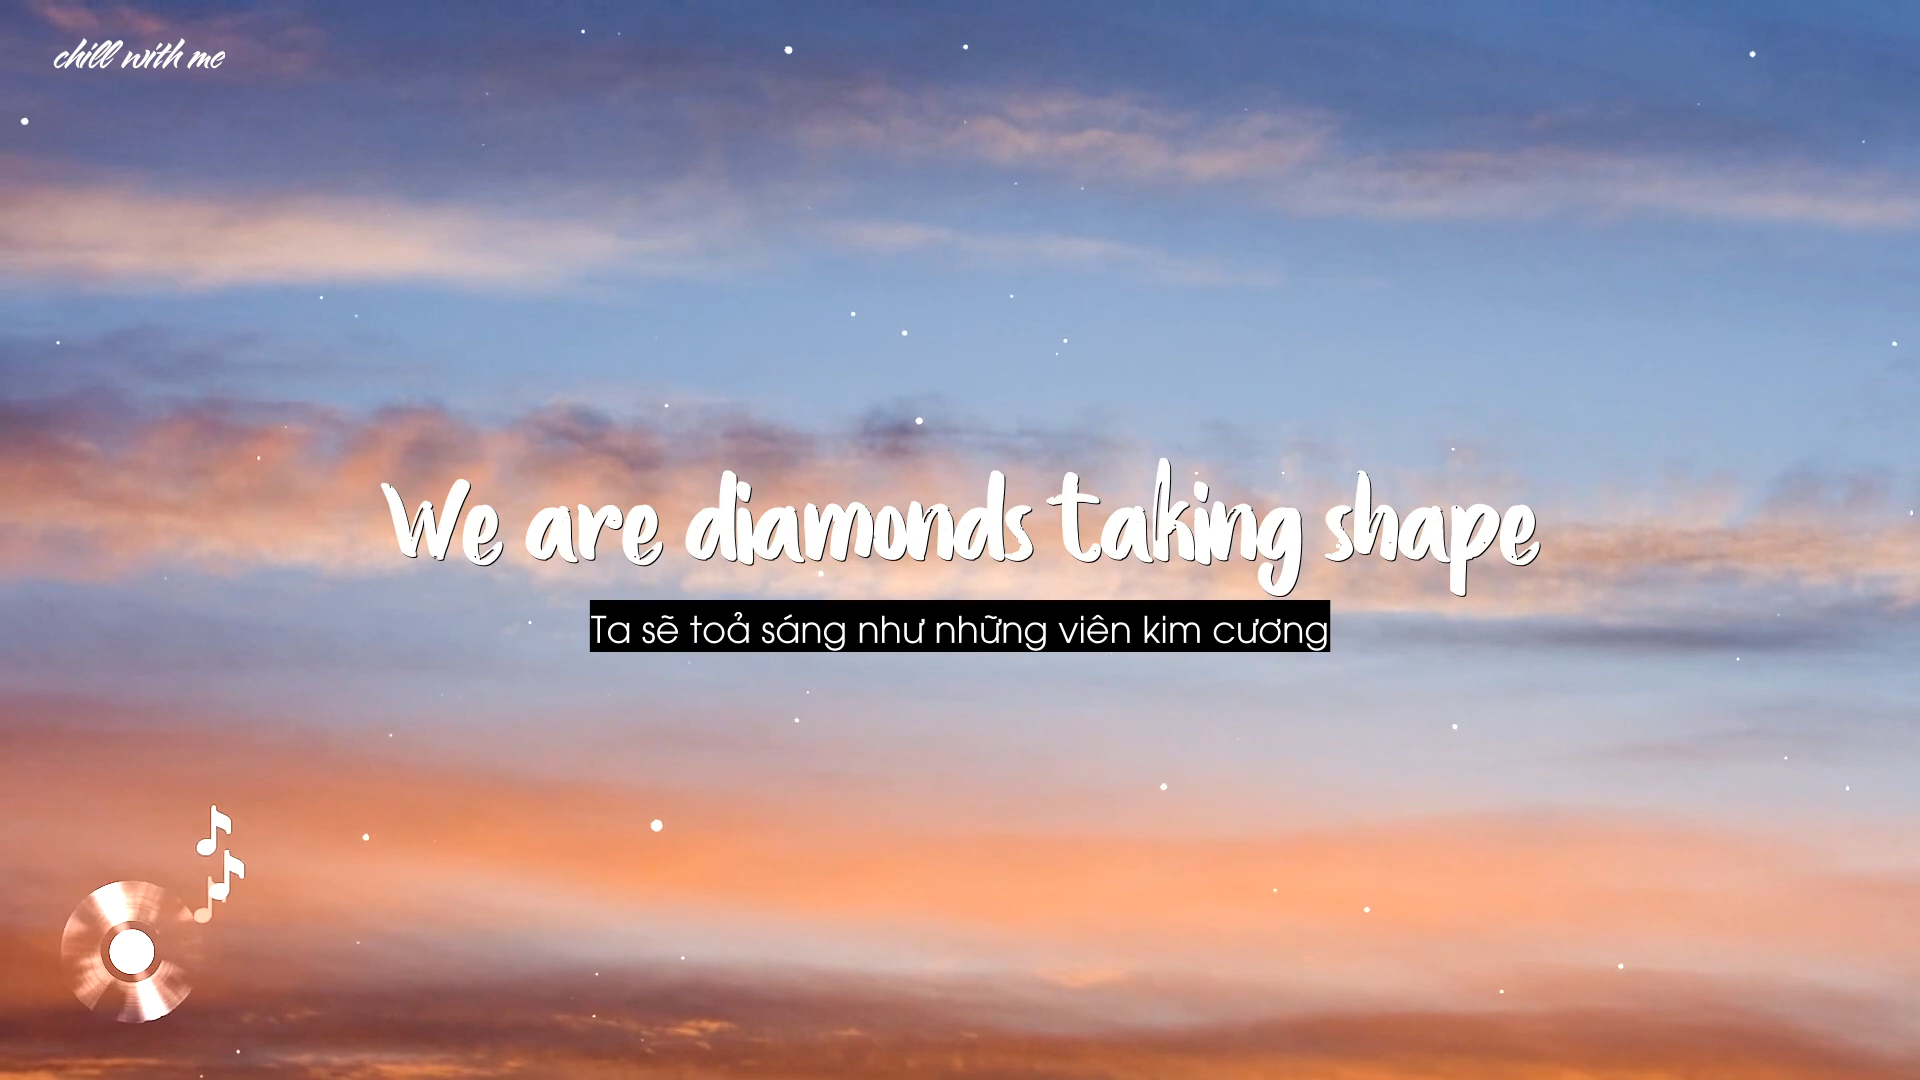 chill with me
We are diamonds taking shape
Ta sẽ toả sáng như những viên kim cương